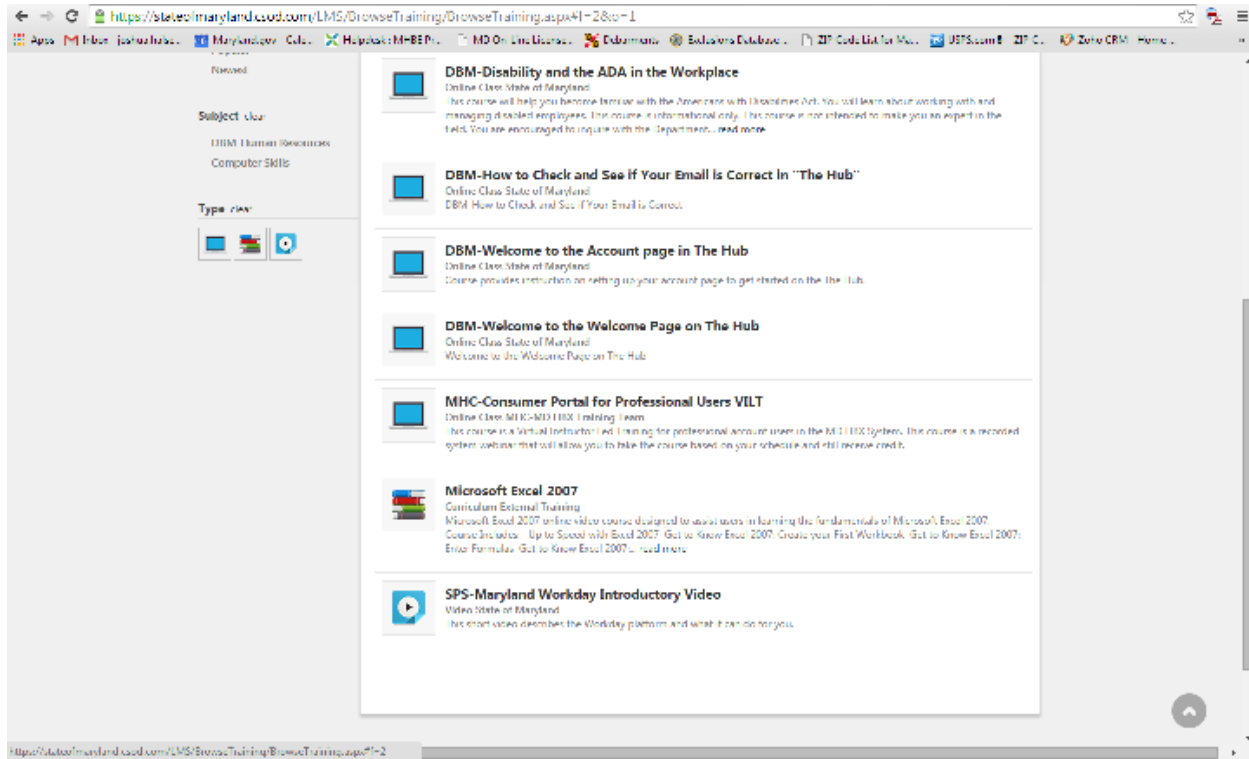 https://stateofmaryland.csod.com/LMS/BrowseTraining/BrowseTraining.aspx#f=2&o=1
Apps Inbox - joshua.halse... Maryland.gov - Cale... Helpdesk : MHBE Pr... MD On-Line License... Debarments Exclusions Database ... ZIP Code List for Ma... USPS.com® - ZIP C... Zoho CRM - Home ...
Newest
Subject clear
DBM Human Resources
Computer Skills
Type clear
DBM-Disability and the ADA in the Workplace
Online Class State of Maryland
This course will help you become familiar with the Americans with Disabilities Act. You will learn about working with and
managing disabled employees. This course is informational only. This course is not intended to make you an expert in the
field. You are encouraged to inquire with the Department... read more
DBM-How to Check and See if Your Email is Correct in "The Hub"
Online Class State of Maryland
DBM-How to Check and See if Your Email is Correct
DBM-Welcome to the Account page in The Hub
Online Class State of Maryland
Course provides instruction on setting up your account page to get started on the The Hub.
DBM-Welcome to the Welcome Page on The Hub
Online Class State of Maryland
Welcome to the Welcome Page on The Hub
MHC-Consumer Portal for Professional Users VILT
Online Class MHC-MD HBX Training Team
This course is a Virtual Instructor Led Training for professional account users in the MD HBX System. This course is a recorded
system webinar that will allow you to take the course based on your schedule and still receive credit.
Microsoft Excel 2007
Curriculum External Training
Microsoft Excel 2007 online video course designed to assist users in learning the fundamentals of Microsoft Excel 2007.
Course Includes: - Up to Speed with Excel 2007 Get to Know Excel 2007: Create your First Workbook Get to Know Excel 2007:
Enter Formulas Get to Know Excel 2007:... read more
SPS-Maryland Workday Introductory Video
Video State of Maryland
This short video describes the Workday platform and what it can do for you.
https://stateofmaryland.csod.com/LMS/BrowseTraining/BrowseTraining.aspx#f=2